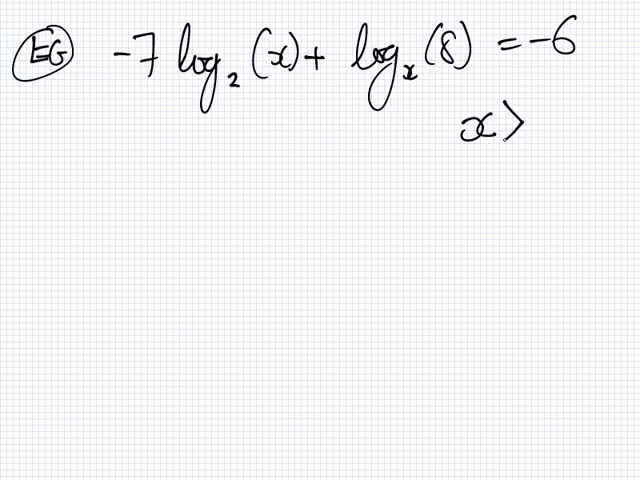 EG -7 log₂(x) + logₓ(8) = -6
x >